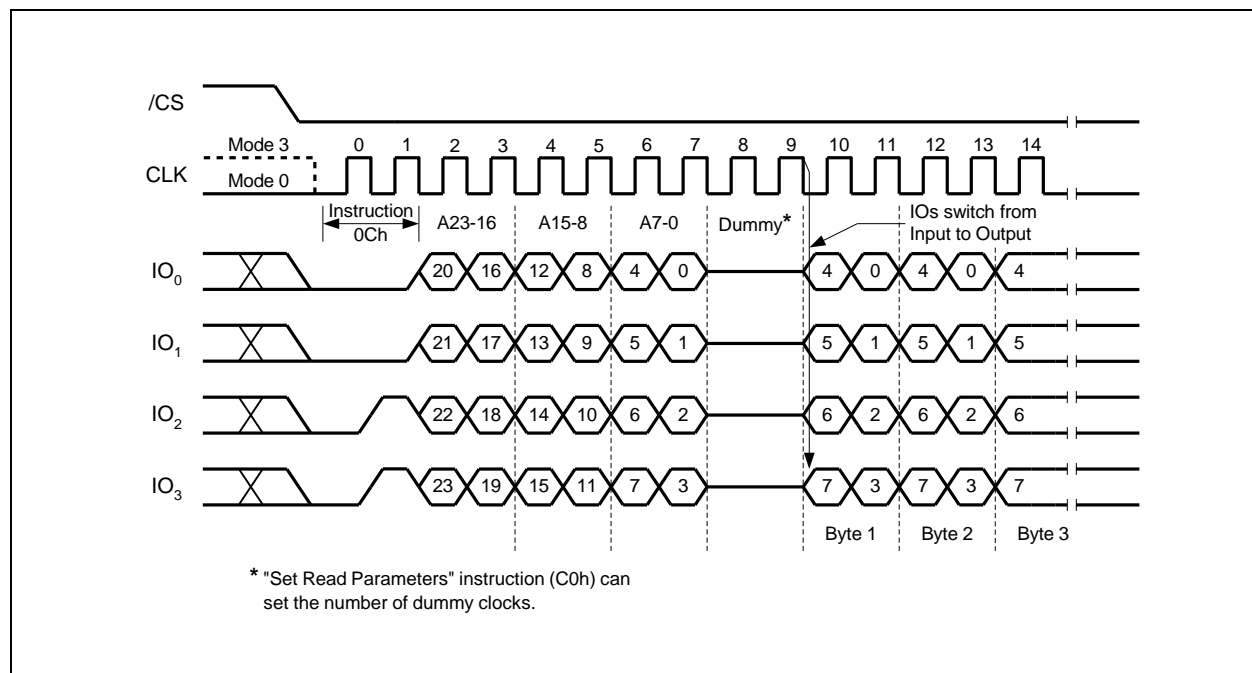 /CS
Mode 3 0 1 2 3 4 5 6 7 8 9 10 11 12 13 14
CLK
Mode 0
Instruction
0Ch
A23-16 A15-8 A7-0 Dummy*
IOs switch from
Input to Output
IO0 20 16 12 8 4 0 4 0 4 0 4
IO1 21 17 13 9 5 1 5 1 5 1 5
IO2 22 18 14 10 6 2 6 2 6 2 6
IO3 23 19 15 11 7 3 7 3 7 3 7
Byte 1 Byte 2 Byte 3
* "Set Read Parameters" instruction (C0h) can
set the number of dummy clocks.